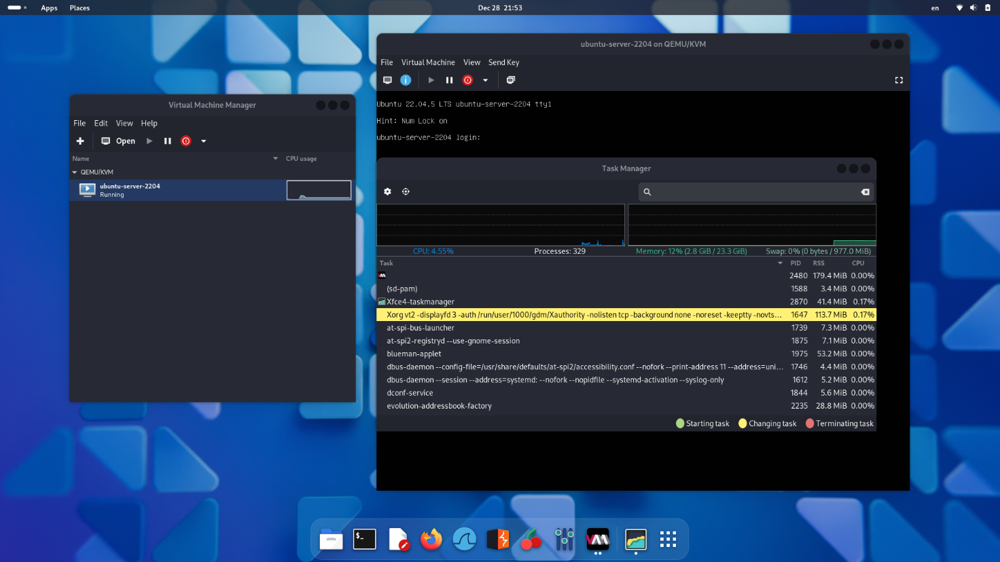 Apps Places Dec 28 21:53 en
ubuntu-server-2204 on QEMU/KVM
File Virtual Machine View Send Key
Ubuntu 22.04.5 LTS ubuntu-server-2204 tty1
Hint: Num Lock on
ubuntu-server-2204 login:
Virtual Machine Manager
File Edit View Help
Open
Name CPU usage
QEMU/KVM
ubuntu-server-2204
Running
Task Manager
CPU: 4.55% Processes: 329 Memory: 12% (2.8 GiB / 23.3 GiB) Swap: 0% (0 bytes / 977.0 MiB)
Task PID RSS CPU
2480 179.4 MiB 0.00%
(sd-pam) 1588 3.4 MiB 0.00%
Xfce4-taskmanager 2870 41.4 MiB 0.17%
Xorg vt2 -displayfd 3 -auth /run/user/1000/gdm/Xauthority -nolisten tcp -background none -noreset -keeptty -novts... 1647 113.7 MiB 0.17%
at-spi-bus-launcher 1739 7.3 MiB 0.00%
at-spi2-registryd --use-gnome-session 1875 7.1 MiB 0.00%
blueman-applet 1975 53.2 MiB 0.00%
dbus-daemon --config-file=/usr/share/defaults/at-spi2/accessibility.conf --nofork --print-address 11 --address=uni... 1746 4.4 MiB 0.00%
dbus-daemon --session --address=systemd: --nofork --nopidfile --systemd-activation --syslog-only 1612 5.2 MiB 0.00%
dconf-service 1844 5.6 MiB 0.00%
evolution-addressbook-factory 2235 28.8 MiB 0.00%
Starting task Changing task Terminating task
$_
VMM